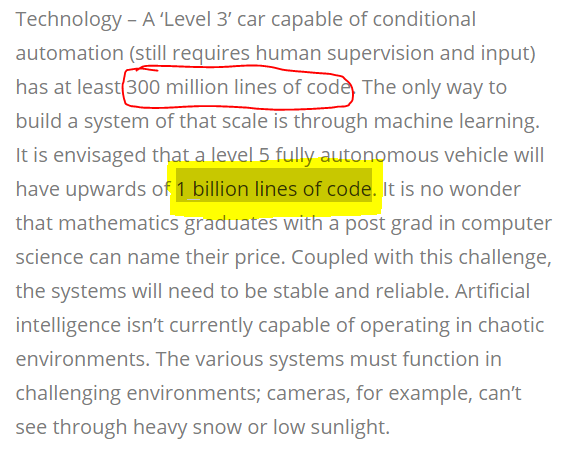 Technology – A ‘Level 3’ car capable of conditional
automation (still requires human supervision and input)
has at least 300 million lines of code. The only way to
build a system of that scale is through machine learning.
It is envisaged that a level 5 fully autonomous vehicle will
have upwards of 1 billion lines of code. It is no wonder
that mathematics graduates with a post grad in computer
science can name their price. Coupled with this challenge,
the systems will need to be stable and reliable. Artificial
intelligence isn’t currently capable of operating in chaotic
environments. The various systems must function in
challenging environments; cameras, for example, can’t
see through heavy snow or low sunlight.